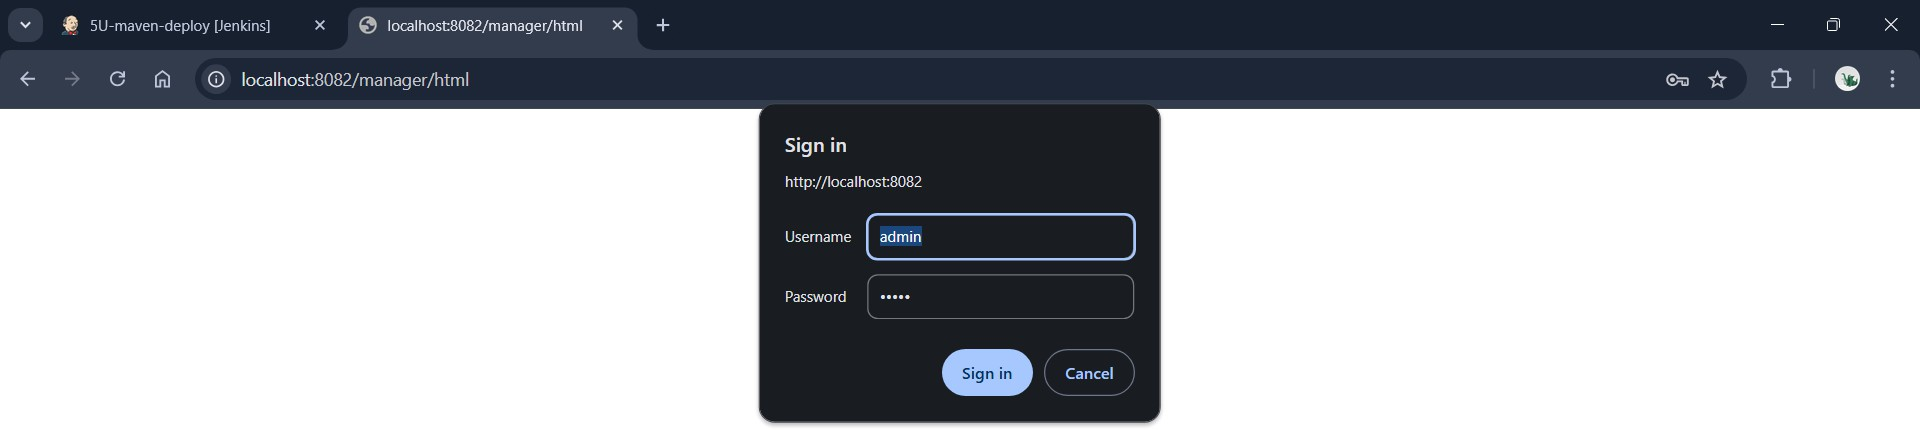 5U-maven-deploy [Jenkins]
localhost:8082/manager/html
localhost:8082/manager/html
Sign in
http://localhost:8082
Username admin
Password •••••
Sign in Cancel